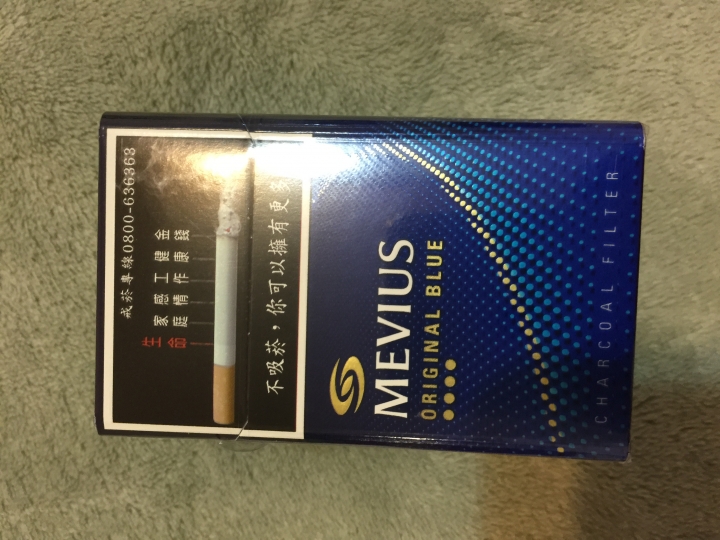 戒菸專線0800-636363
生命
家庭
感情
工作
健康
金錢
不吸菸，你可以擁有更多
MEVIUS
ORIGINAL BLUE
CHARCOAL FILTER